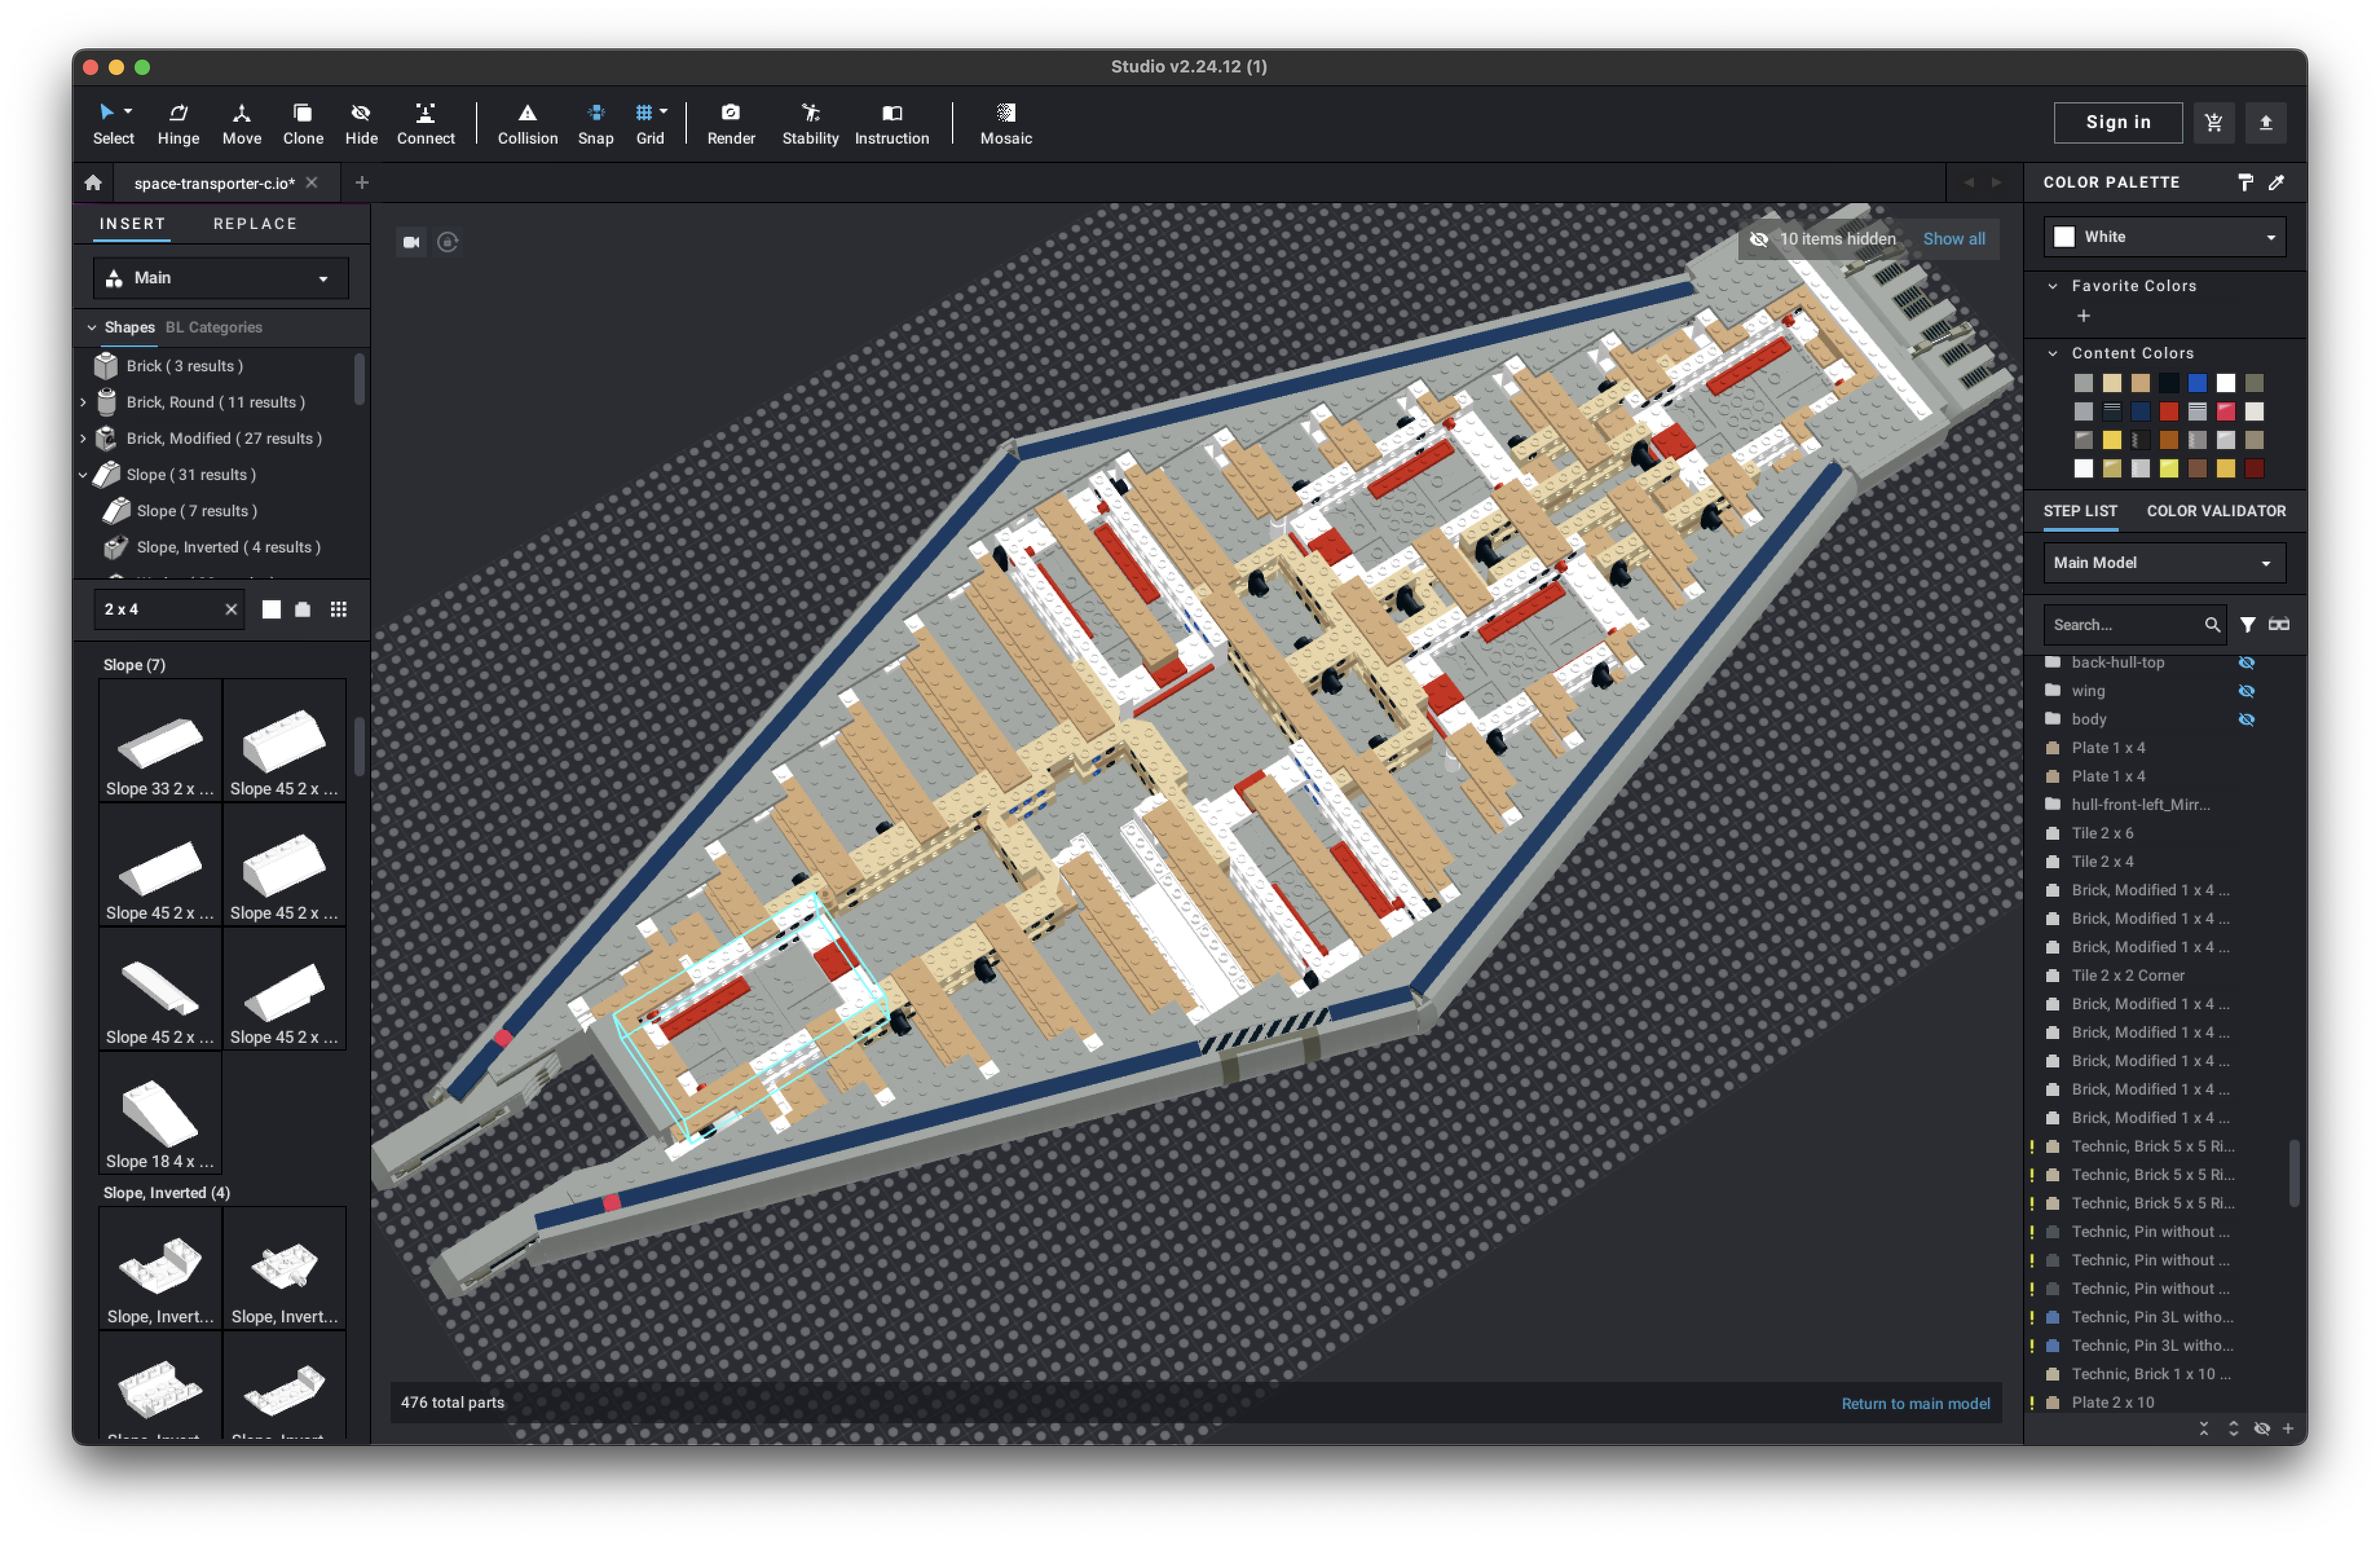 Studio v2.24.12 (1)
Select
Hinge
Move
Clone
Hide
Connect
Collision
Snap
Grid
Render
Stability
Instruction
Mosaic
Sign in
space-transporter-c.io*
INSERT
REPLACE
Main
Shapes
BL Categories
Brick ( 3 results )
Brick, Round ( 11 results )
Brick, Modified ( 27 results )
Slope ( 31 results )
Slope ( 7 results )
Slope, Inverted ( 4 results )
2 x 4
Slope (7)
Slope 33 2 x ...
Slope 45 2 x ...
Slope 45 2 x ...
Slope 45 2 x ...
Slope 45 2 x ...
Slope 45 2 x ...
Slope 18 4 x ...
Slope, Inverted (4)
Slope, Invert...
Slope, Invert...
Slope, Invert...
Slope, Invert...
10 items hidden
Show all
476 total parts
Return to main model
COLOR PALETTE
White
Favorite Colors
Content Colors
STEP LIST
COLOR VALIDATOR
Main Model
Search...
back-hull-top
wing
body
Plate 1 x 4
Plate 1 x 4
hull-front-left_Mirr...
Tile 2 x 6
Tile 2 x 4
Brick, Modified 1 x 4 ...
Brick, Modified 1 x 4 ...
Brick, Modified 1 x 4 ...
Tile 2 x 2 Corner
Brick, Modified 1 x 4 ...
Brick, Modified 1 x 4 ...
Brick, Modified 1 x 4 ...
Brick, Modified 1 x 4 ...
Brick, Modified 1 x 4 ...
Technic, Brick 5 x 5 Ri...
Technic, Brick 5 x 5 Ri...
Technic, Brick 5 x 5 Ri...
Technic, Pin without ...
Technic, Pin without ...
Technic, Pin without ...
Technic, Pin 3L witho...
Technic, Pin 3L witho...
Technic, Brick 1 x 10 ...
Plate 2 x 10